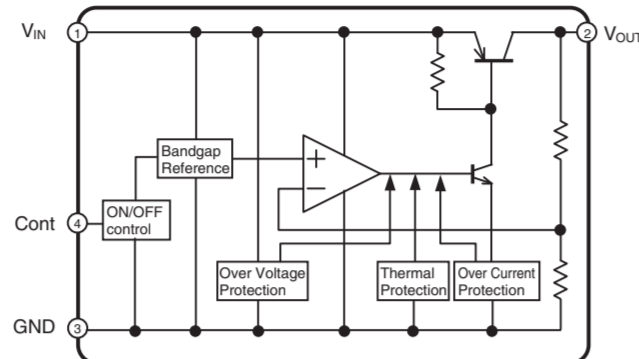 VIN
1
2
VOUT
Bandgap
Reference
+
−
Cont
4
ON/OFF
control
Over Voltage
Protection
Thermal
Protection
Over Current
Protection
GND
3